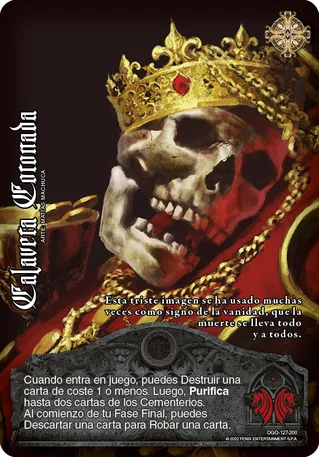 Calavera Coronada
ARTE: MATÍAS MACHUCA
Esta triste imagen se ha usado muchas
veces como signo de la vanidad, que la
muerte se lleva todo
y a todos.
Cuando entra en juego, puedes Destruir una
carta de coste 1 o menos. Luego, Purifica
hasta dos cartas de los Cementerios.
Al comienzo de tu Fase Final, puedes
Descartar una carta para Robar una carta.
DGO-127-200
© 2022 FENIX ENTERTAINMENT S.P.A.